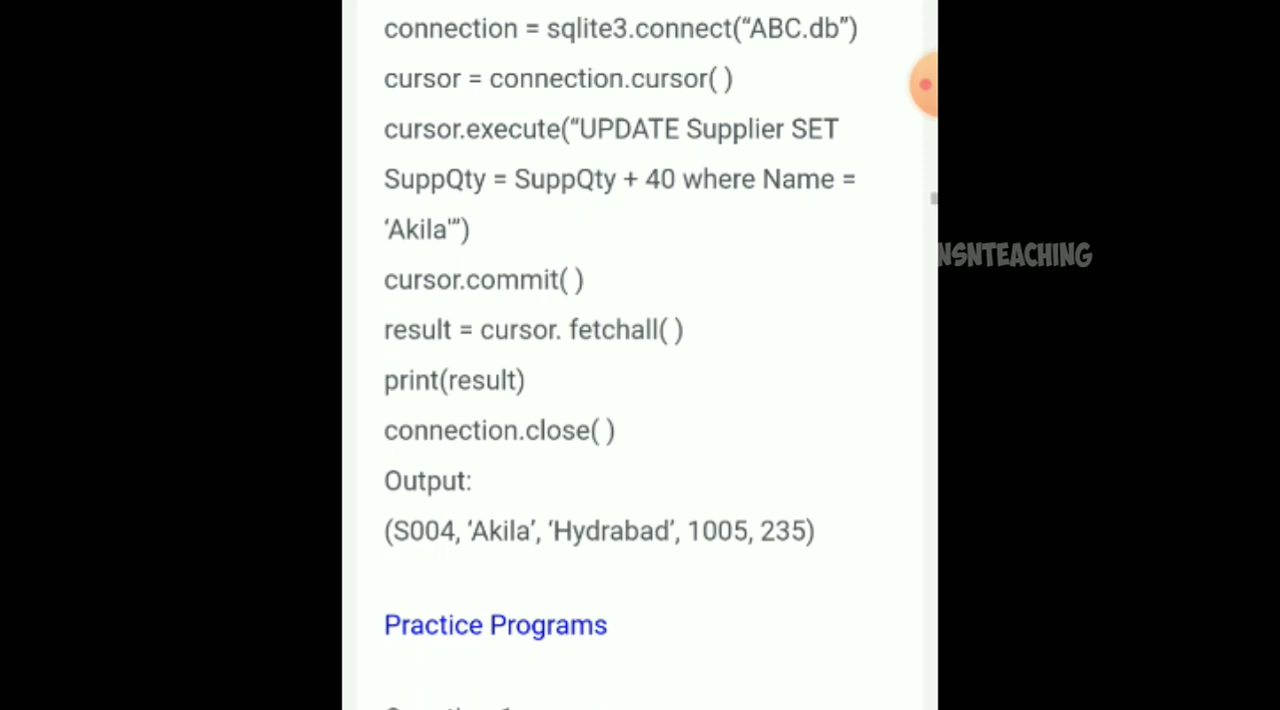 connection = sqlite3.connect(“ABC.db”)
cursor = connection.cursor( )
cursor.execute(“UPDATE Supplier SET
SuppQty = SuppQty + 40 where Name =
‘Akila'”)
cursor.commit( )
result = cursor. fetchall( )
print(result)
connection.close( )
Output:
(S004, ‘Akila’, ‘Hydrabad’, 1005, 235)
NSNTEACHING
Practice Programs